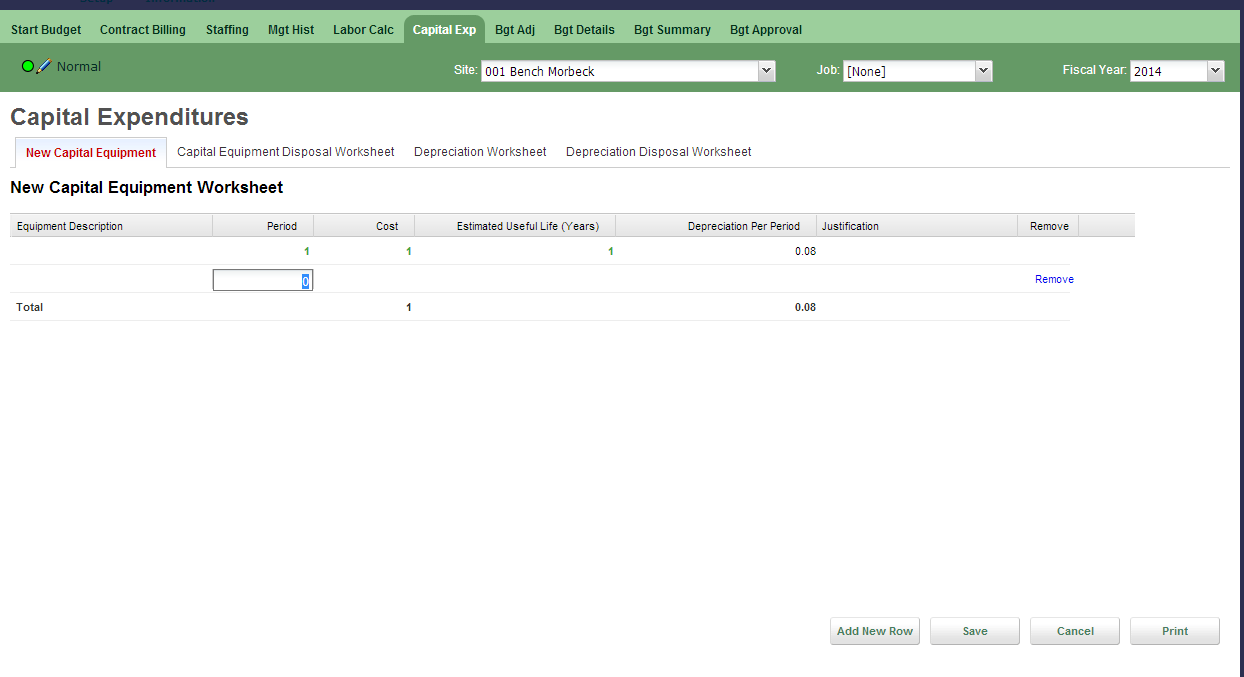 Start Budget Contract Billing Staffing Mgt Hist Labor Calc Capital Exp Bgt Adj Bgt Details Bgt Summary Bgt Approval
Normal Site: 001 Bench Morbeck Job: [None] Fiscal Year: 2014
Capital Expenditures
New Capital Equipment Capital Equipment Disposal Worksheet Depreciation Worksheet Depreciation Disposal Worksheet
New Capital Equipment Worksheet
Equipment Description Period Cost Estimated Useful Life (Years) Depreciation Per Period Justification Remove
1 1 1 0.08
0 Remove
Total 1 0.08
Add New Row Save Cancel Print